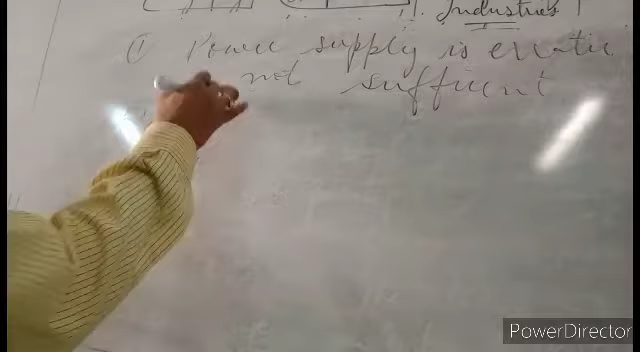 Industries
① Power supply is erratic
not sufficient
PowerDirector